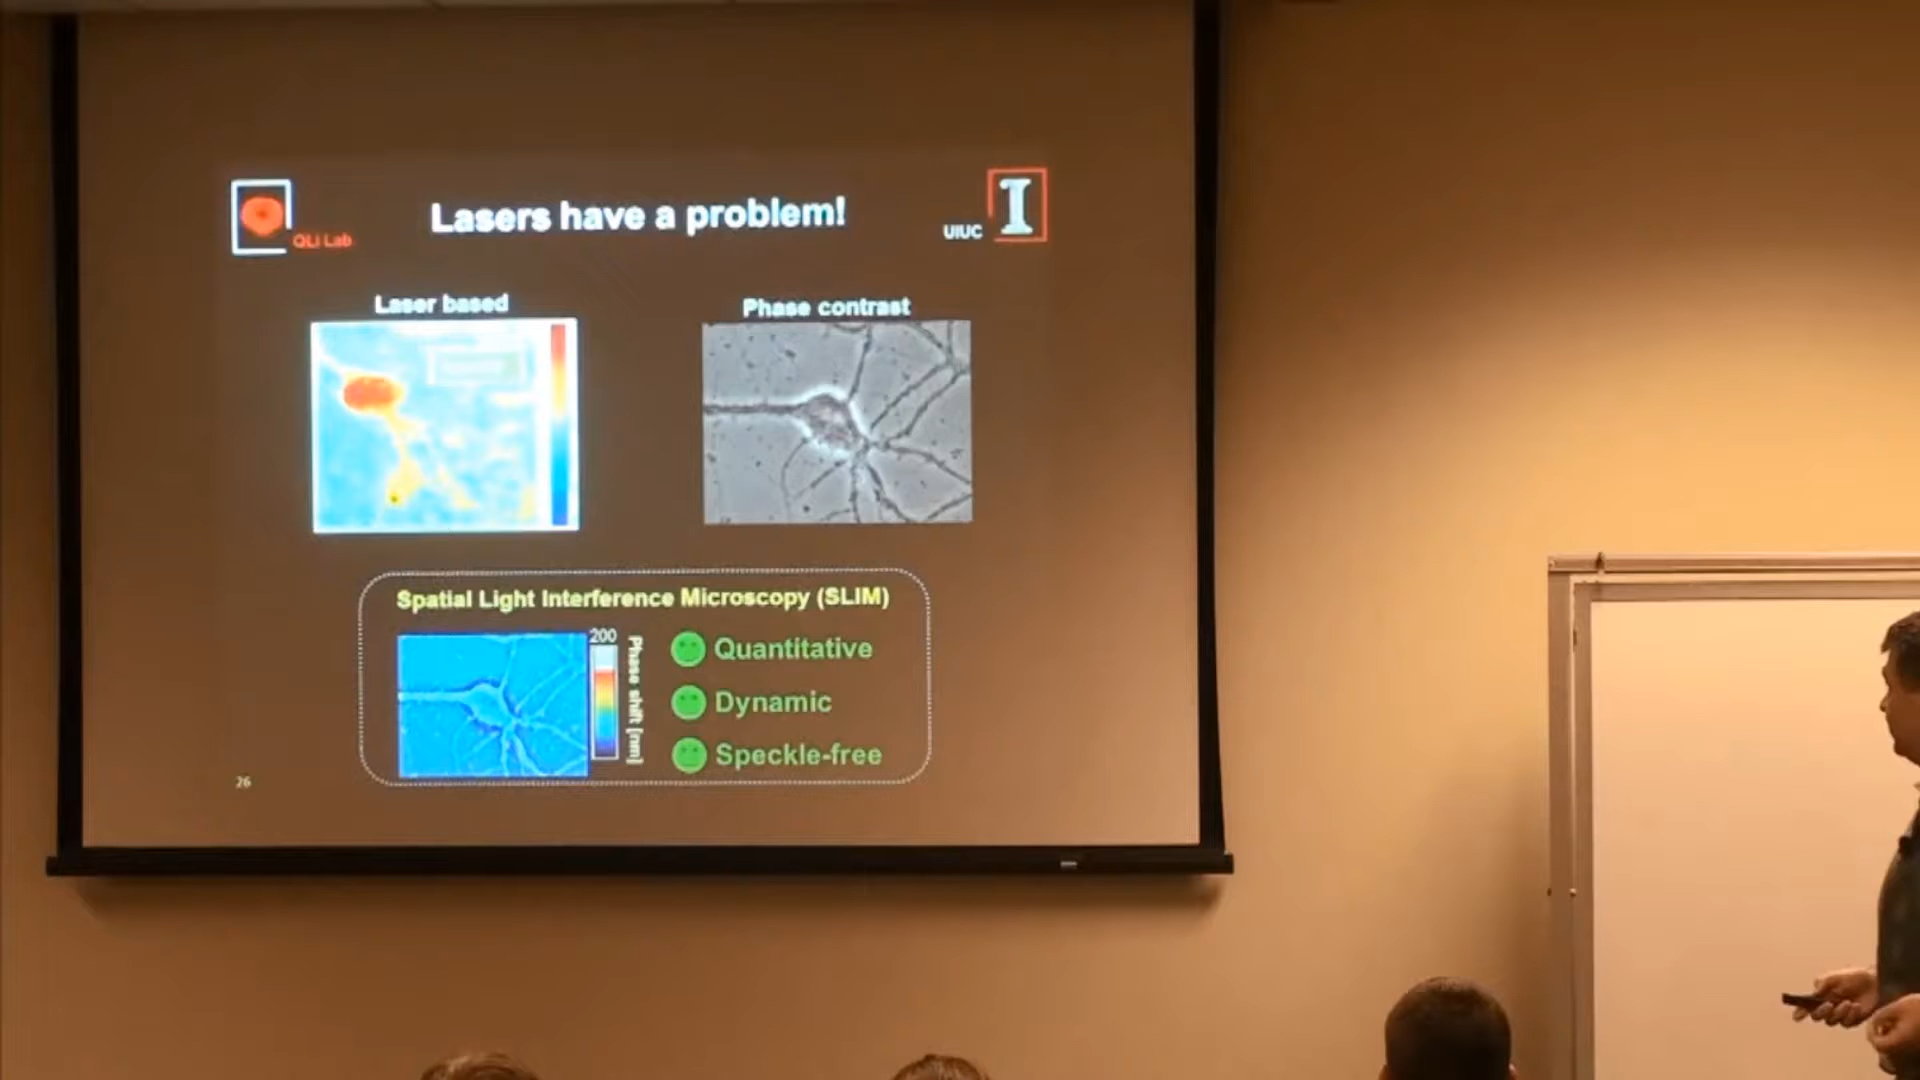 QLI Lab
Lasers have a problem!
UIUC
I
Laser based
Phase contrast
Spatial Light Interference Microscopy (SLIM)
200
Phase shift [nm]
Quantitative
Dynamic
Speckle-free
26